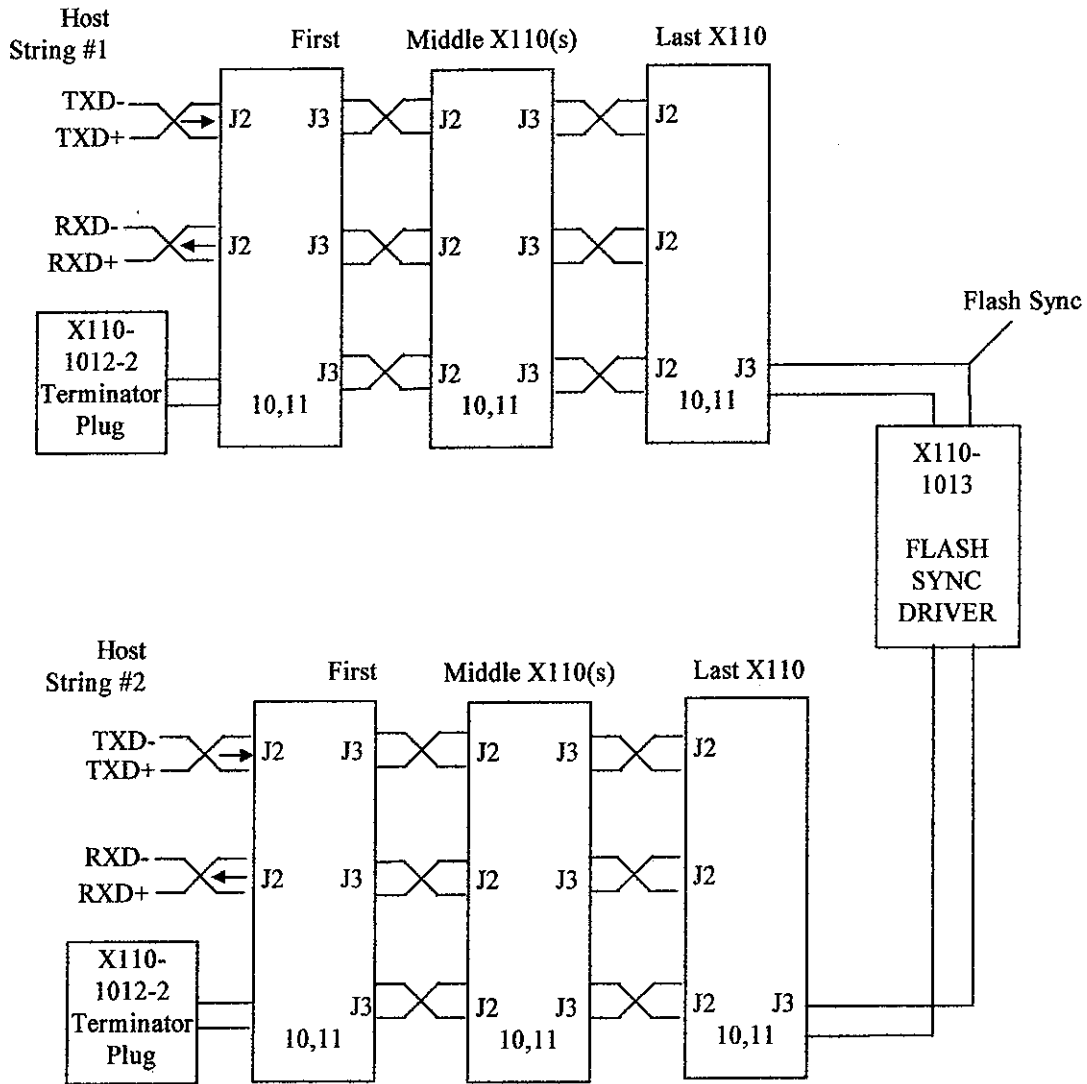 Host
String #1
First
Middle X110(s)
Last X110
TXD-
TXD+
J2
J3
J2
J3
J2
RXD-
RXD+
J2
J3
J2
J3
J2
Flash Sync
X110-
1012-2
Terminator
Plug
J3
J2
J3
J2
J3
10,11
10,11
10,11
X110-
1013
FLASH
SYNC
DRIVER
Host
String #2
First
Middle X110(s)
Last X110
TXD-
TXD+
J2
J3
J2
J3
J2
RXD-
RXD+
J2
J3
J2
J3
J2
X110-
1012-2
Terminator
Plug
J3
J2
J3
J2
J3
10,11
10,11
10,11